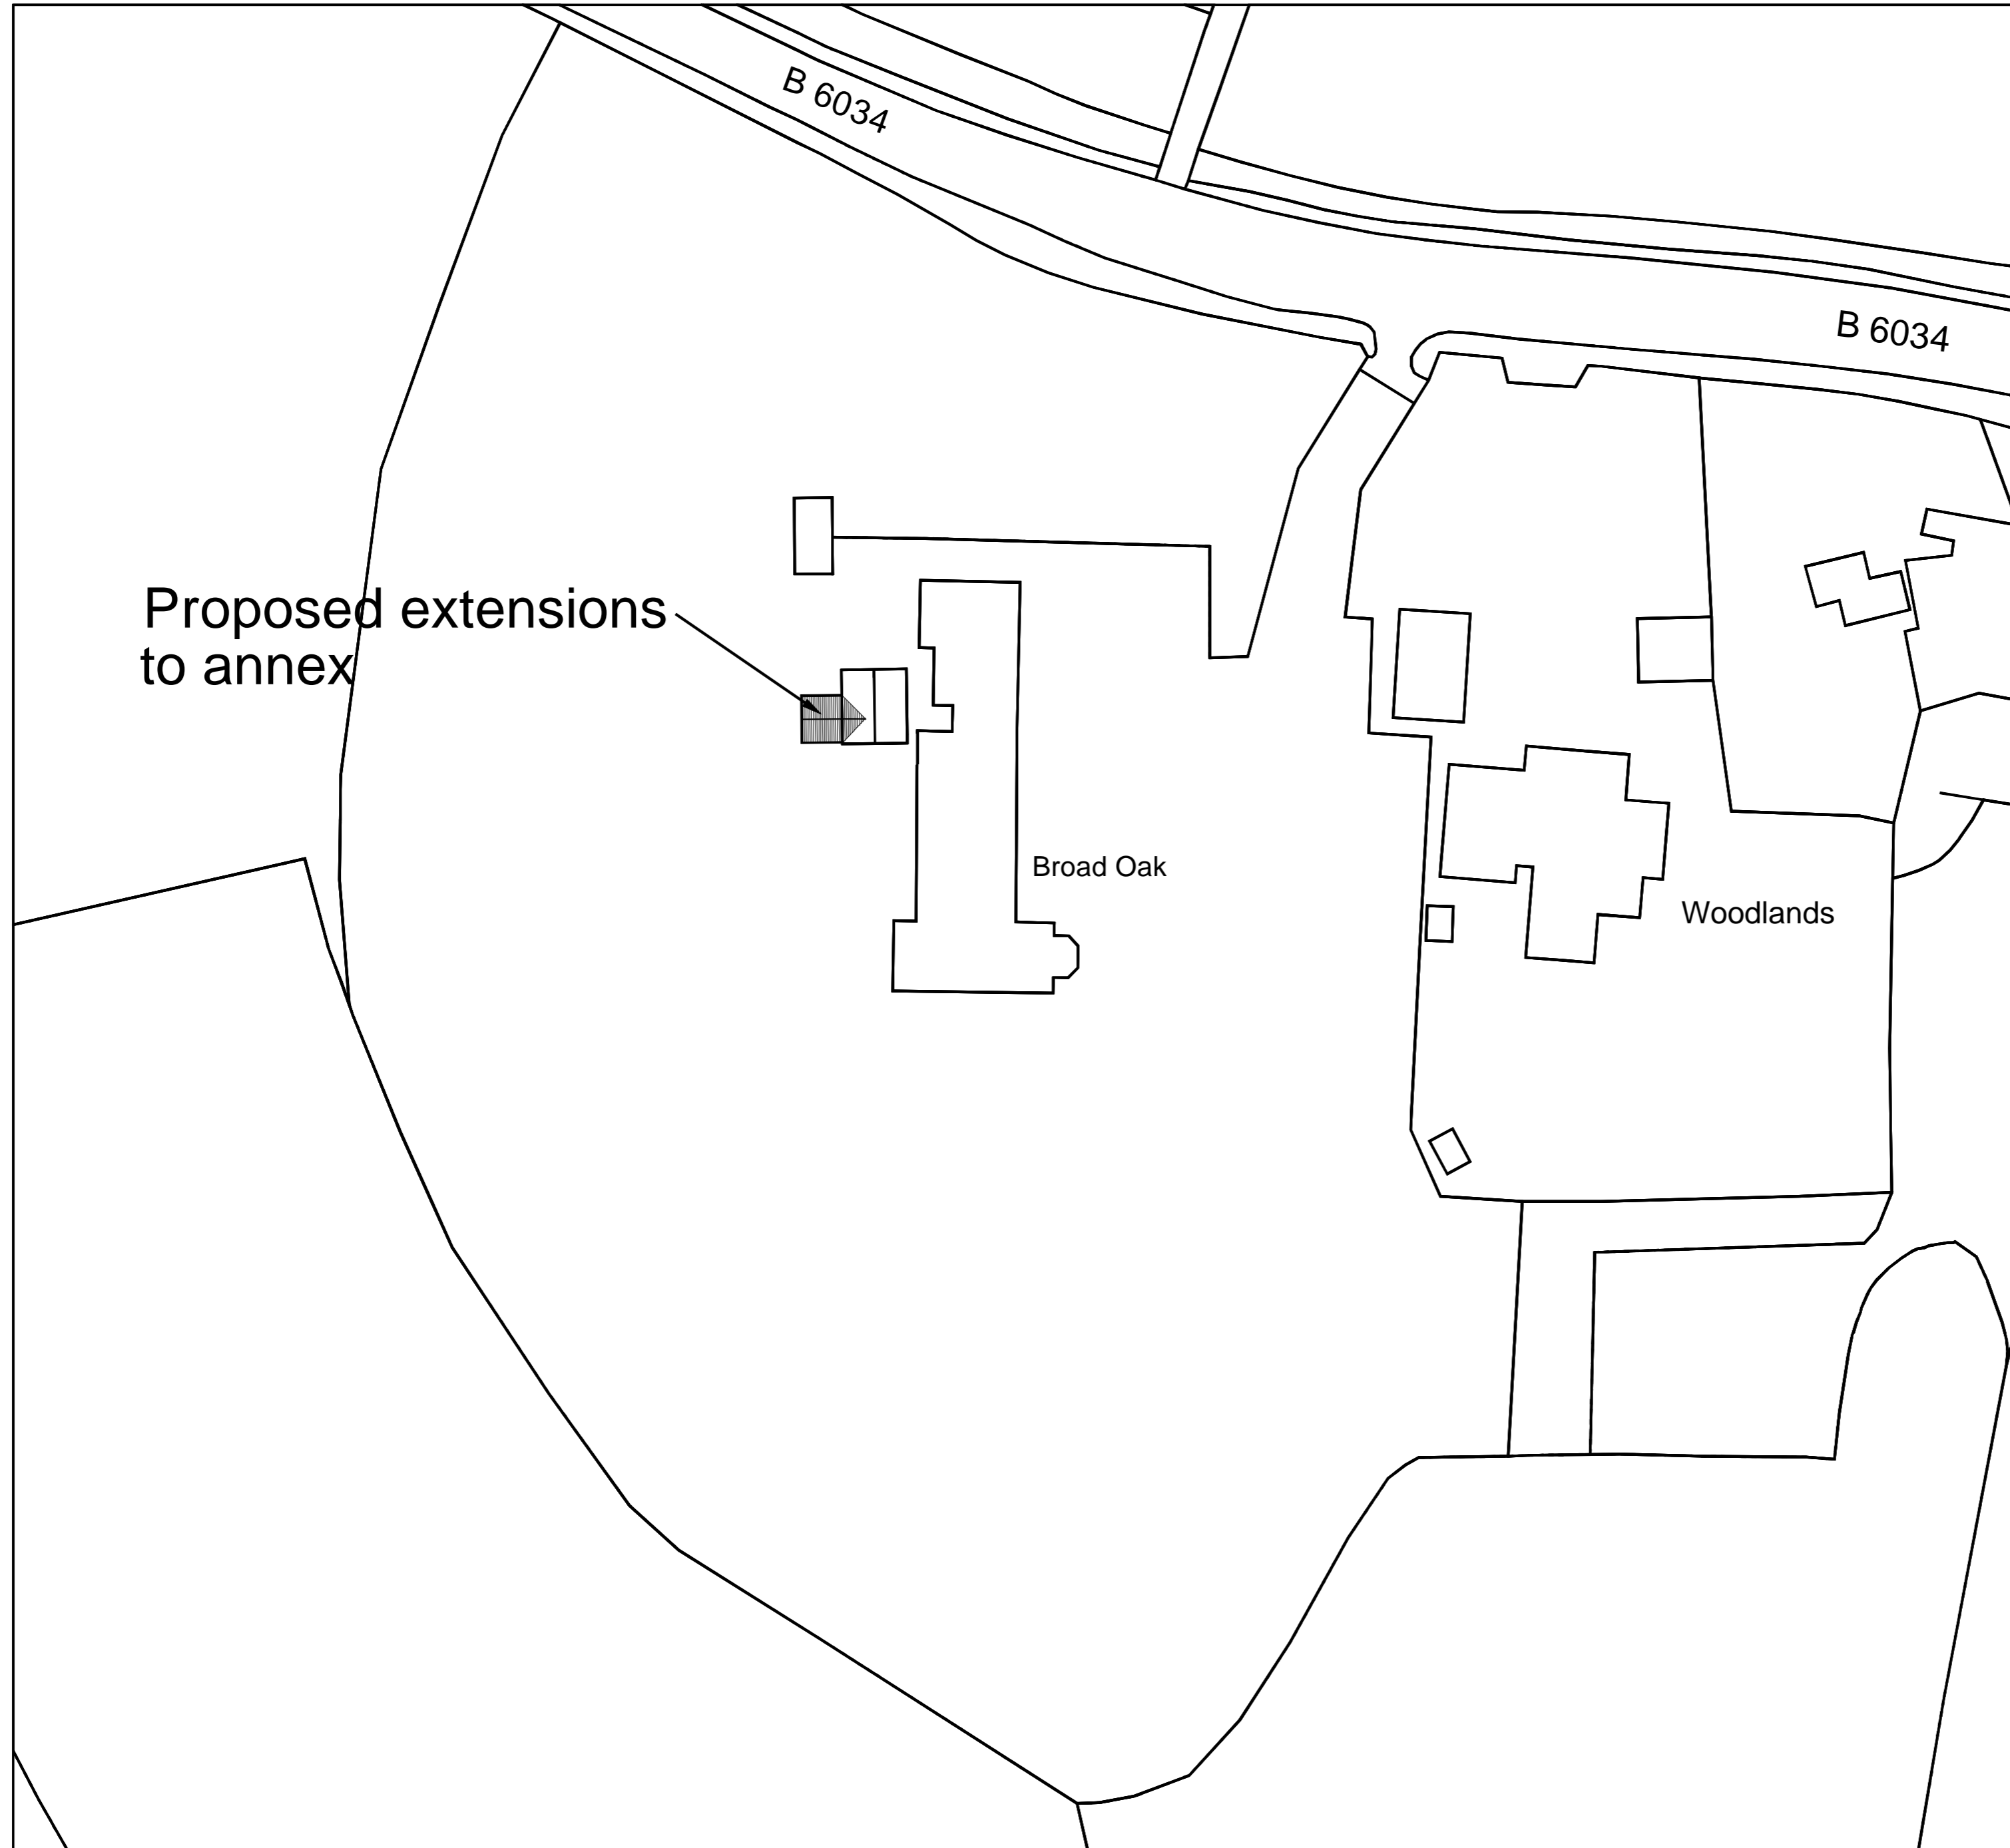 B 6034
B 6034
Proposed extensions
to annex
Broad Oak
Woodlands